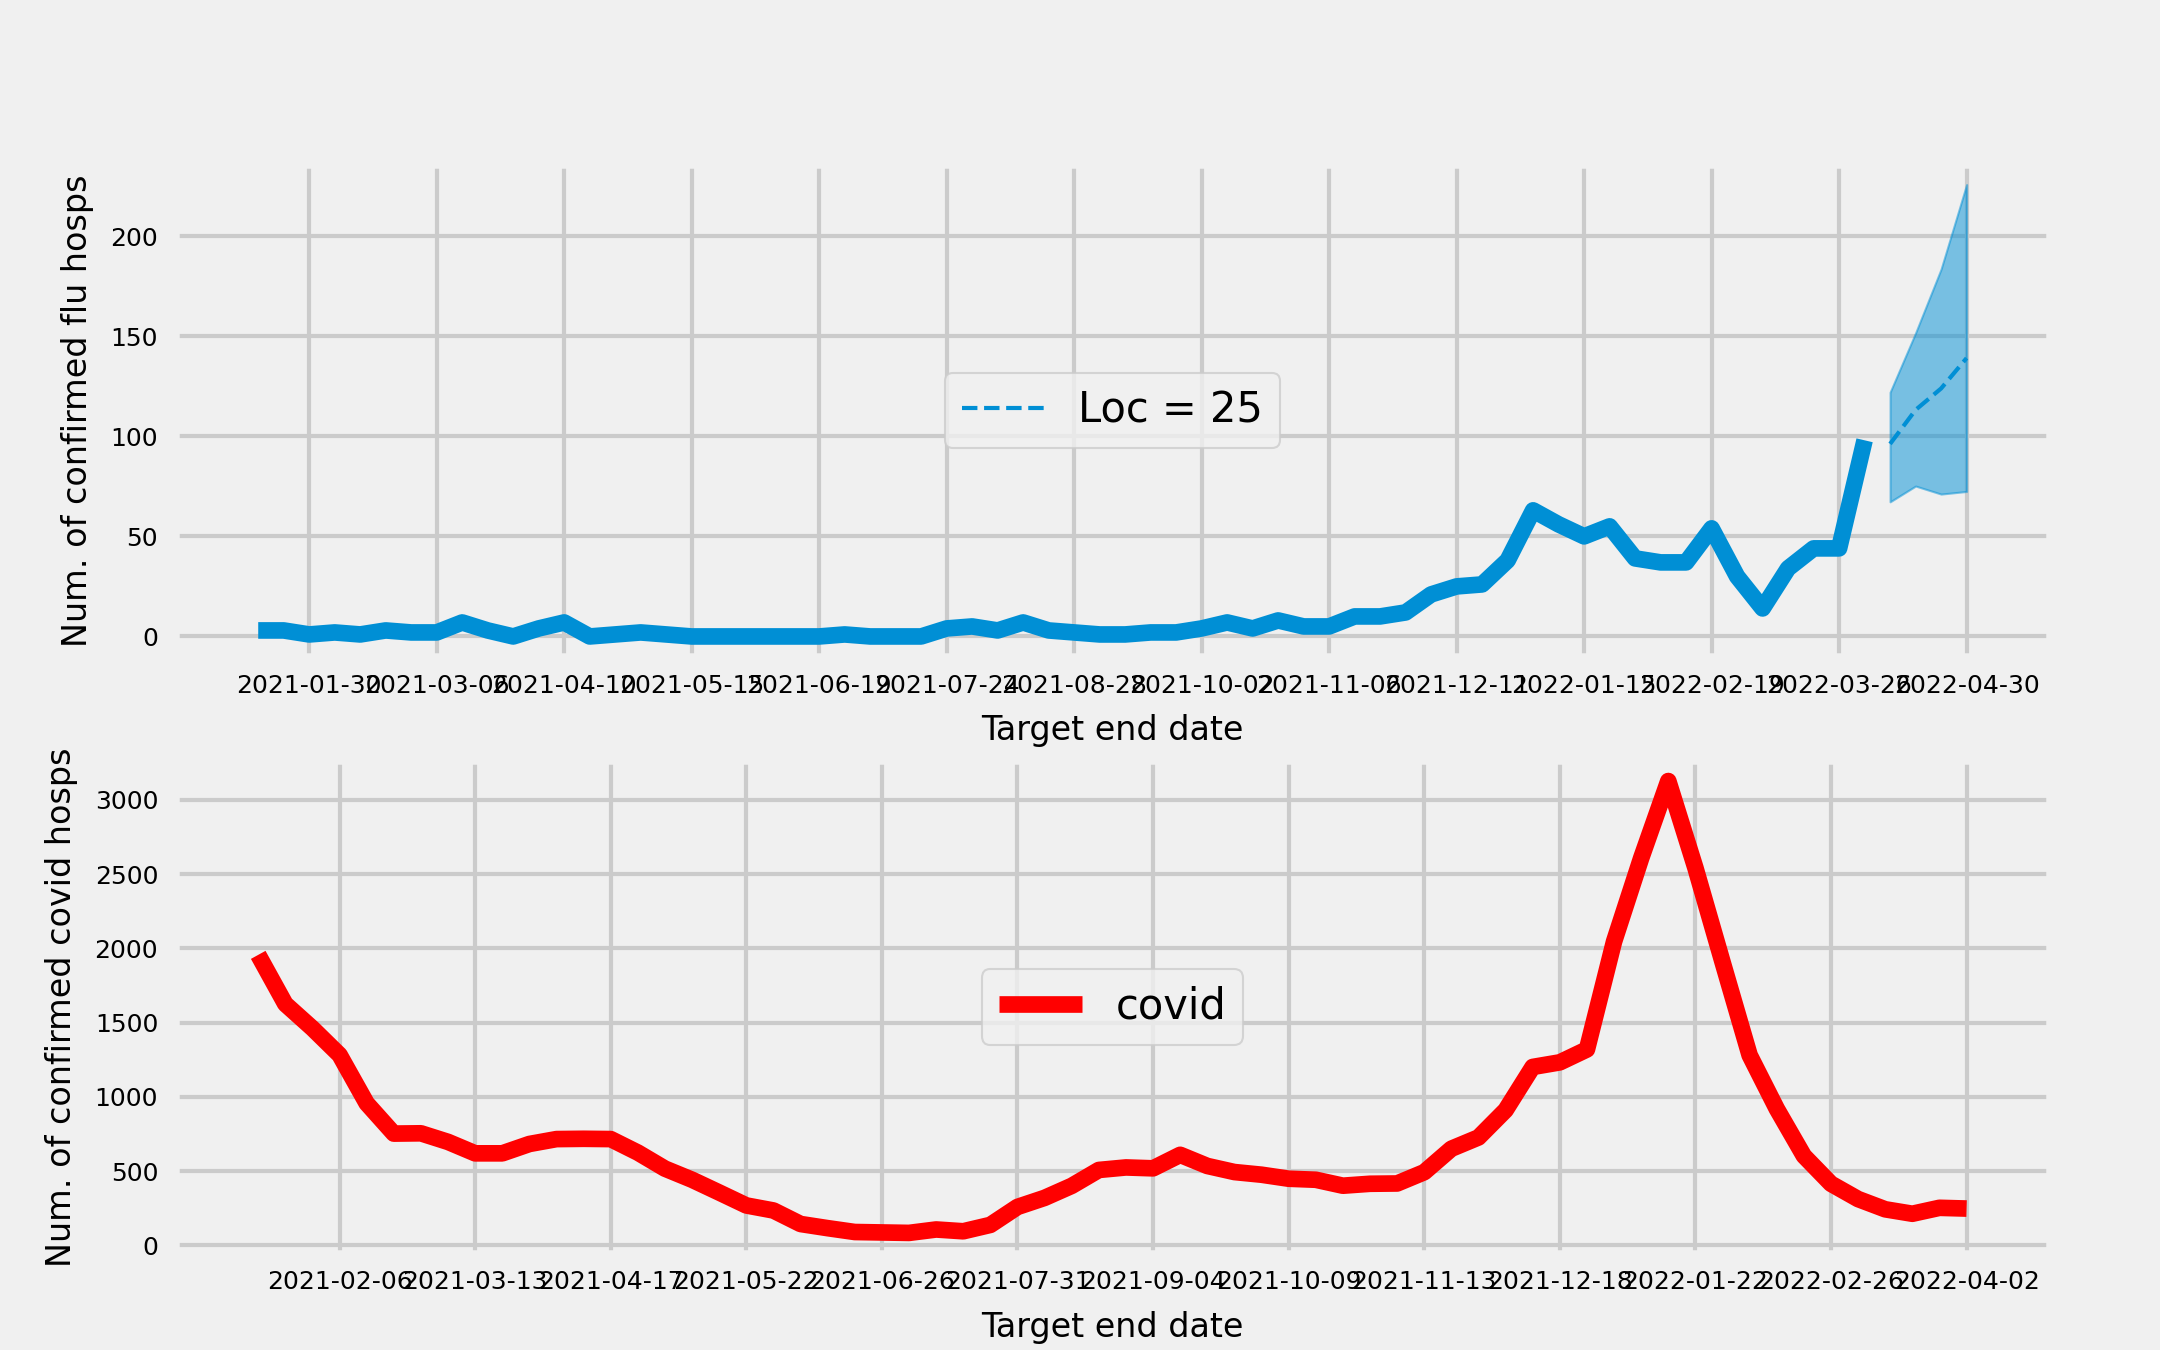 Num. of confirmed flu hosps
200
150
100
50
0
Loc = 25
2021-01-30 2021-03-06 2021-04-10 2021-05-15 2021-06-19 2021-07-24 2021-08-28 2021-10-02 2021-11-06 2021-12-11 2022-01-15 2022-02-19 2022-03-26 2022-04-30
Target end date
Num. of confirmed covid hosps
3000
2500
2000
1500
1000
500
0
covid
2021-02-06 2021-03-13 2021-04-17 2021-05-22 2021-06-26 2021-07-31 2021-09-04 2021-10-09 2021-11-13 2021-12-18 2022-01-22 2022-02-26 2022-04-02
Target end date